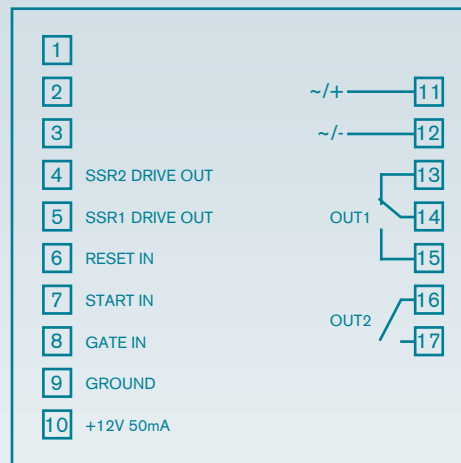 1
2
3
4 SSR2 DRIVE OUT
5 SSR1 DRIVE OUT
6 RESET IN
7 START IN
8 GATE IN
9 GROUND
10 +12V 50mA
~/+ 11
~/- 12
13
OUT1 14
15
16
OUT2
17